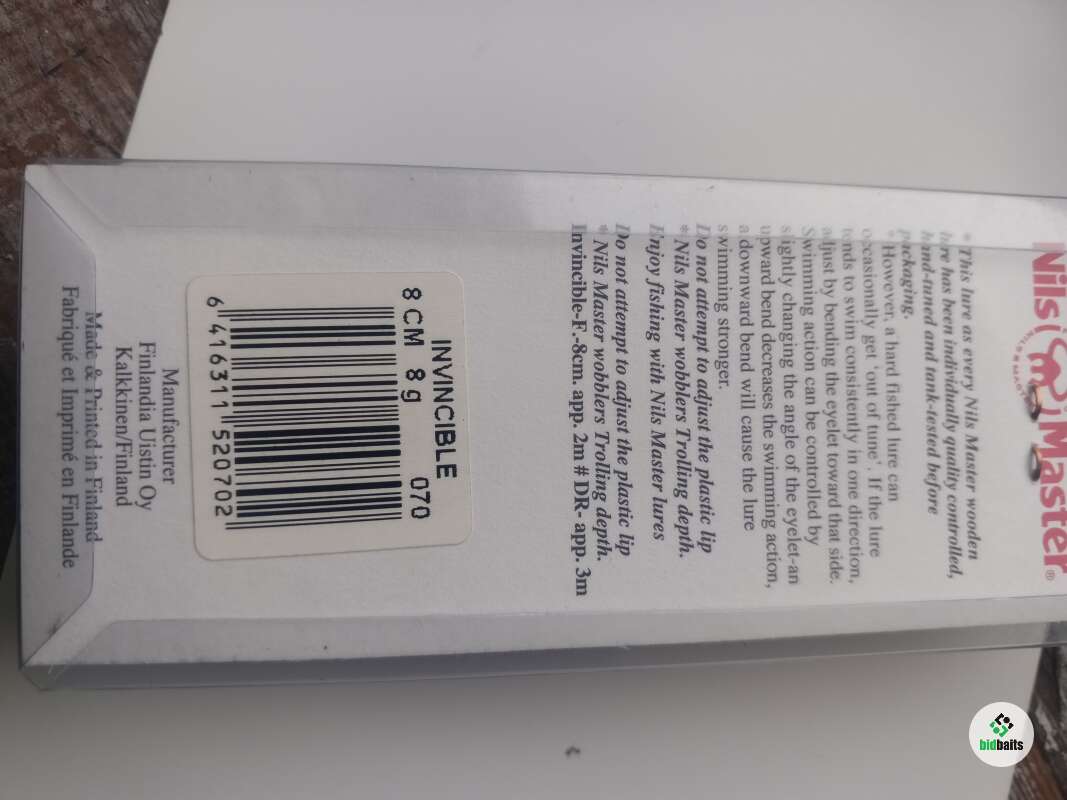 Nils Master®
NILS MASTER
* This lure as every Nils Master wooden
lure has been individually quality controlled,
hand-tuned and tank-tested before
packaging.
* However, a hard fished lure can
occasionally get ‘out of tune’. If the lure
tends to swim consistently in one direction,
adjust by bending the eyelet toward that side.
Swimming action can be controlled by
slightly changing the angle of the eyelet-an
upward bend decreases the swimming action,
a downward bend will cause the lure
swimming stronger.
Do not attempt to adjust the plastic lip
*Nils Master wobblers Trolling depth.
Enjoy fishing with Nils Master lures
Do not attempt to adjust the plastic lip
* Nils Master wobblers Trolling depth.
Invincible-F.-8cm. app. 2m # DR- app. 3m
INVINCIBLE
8CM 8g 070
6 416311 520702
Manufacturer
Finlandia Uistin Oy
Kalkkinen/Finland
Made & Printed in Finland
Fabriqué et Imprimé en Finlande
bidbaits